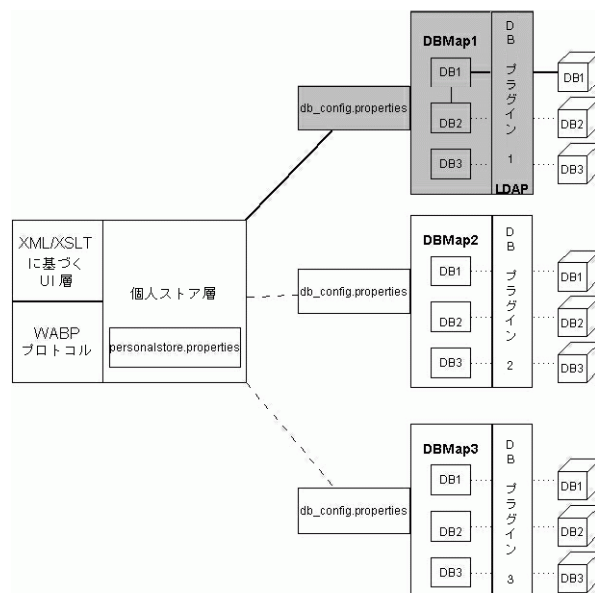 XML/XSLT
に基づく
UI 層
WABP
プロトコル
個人ストア層
personalstore.properties
db_config.properties
DBMap1
DB1
DB2
DB3
DB プラグイン 1
LDAP
DB1
DB2
DB3
db_config.properties
DBMap2
DB1
DB2
DB3
DB プラグイン 2
DB1
DB2
DB3
db_config.properties
DBMap3
DB1
DB2
DB3
DB プラグイン 3
DB1
DB2
DB3